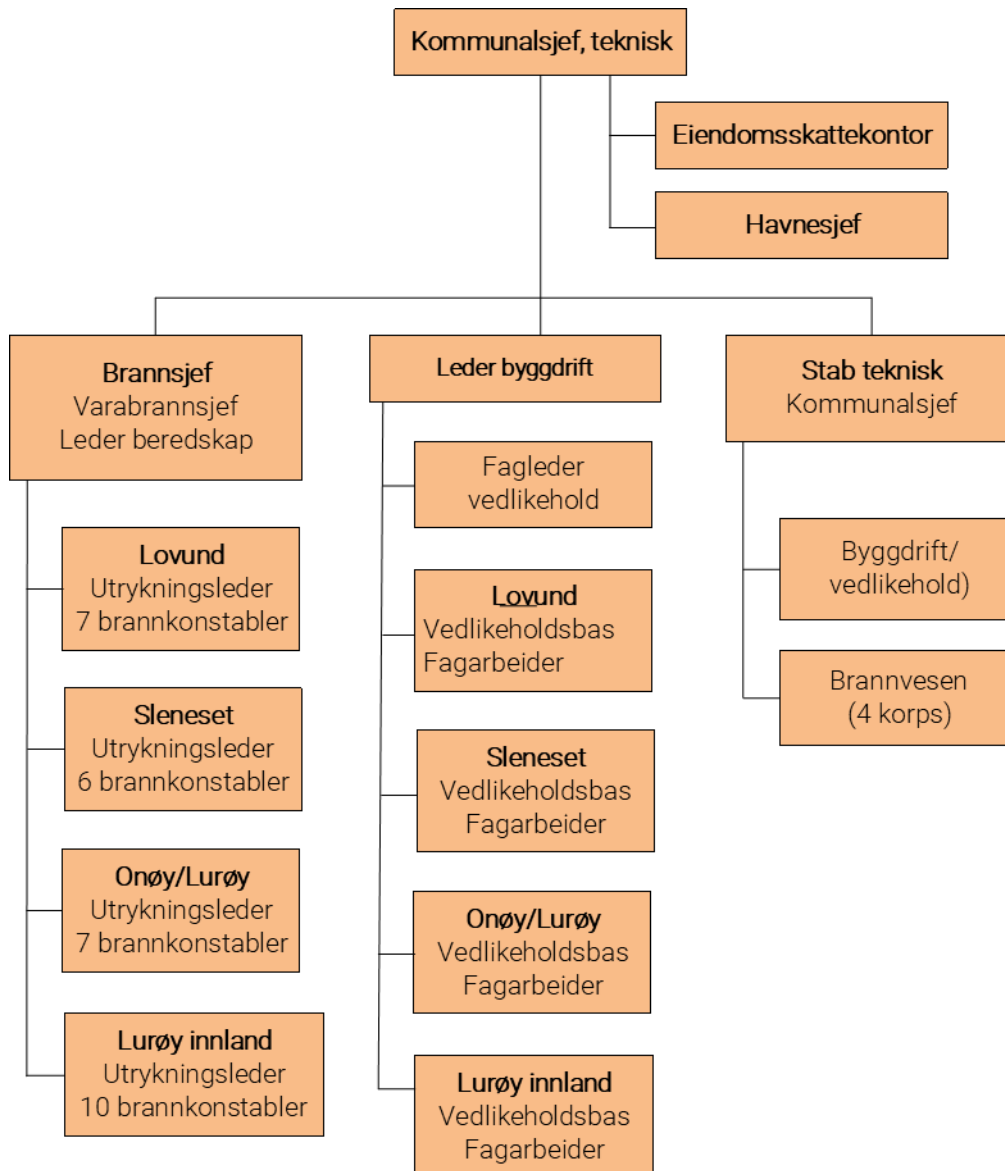 Kommunalsjef, teknisk
Eiendomsskattekontor
Havnesjef
Brannsjef
Varabrannsjef
Leder beredskap
Lovund
Utrykningsleder
7 brannkonstabler
Sleneset
Utrykningsleder
6 brannkonstabler
Onøy/Lurøy
Utrykningsleder
7 brannkonstabler
Lurøy innland
Utrykningsleder
10 brannkonstabler
Leder byggdrift
Fagleder
vedlikehold
Lovund
Vedlikeholdsbas
Fagarbeider
Sleneset
Vedlikeholdsbas
Fagarbeider
Onøy/Lurøy
Vedlikeholdsbas
Fagarbeider
Lurøy innland
Vedlikeholdsbas
Fagarbeider
Stab teknisk
Kommunalsjef
Byggdrift/
vedlikehold)
Brannvesen
(4 korps)